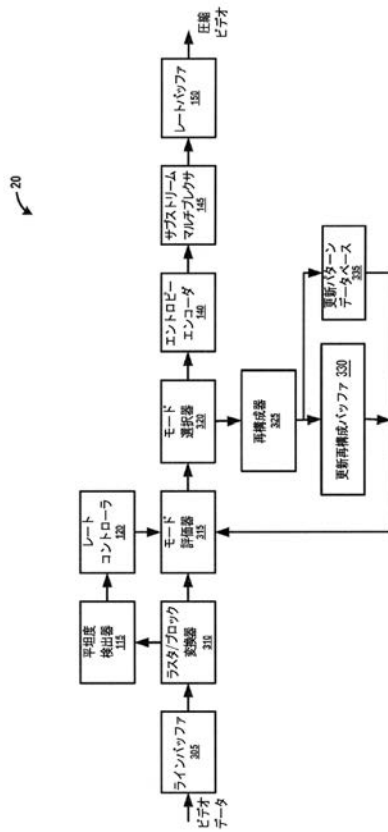 20
ビデオ
データ
ラインバッファ
305
ラスタ/ブロック
変換器
310
平坦度
検出器
115
レート
コントローラ
120
モード
評価器
315
モード
選択器
320
エントロピー
エンコーダ
140
サブストリーム
マルチプレクサ
145
レートバッファ
150
圧縮
ビデオ
再構成器
325
更新再構成バッファ 330
更新パターン
データベース
335